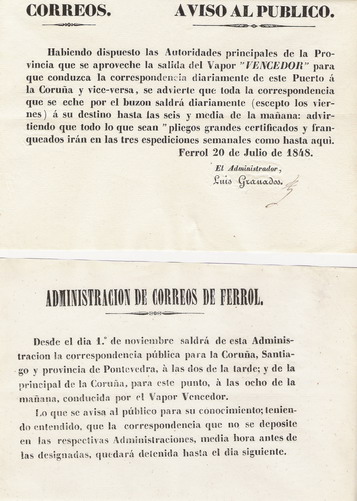 CORREOS. AVISO AL PUBLICO.
Habiendo dispuesto las Autoridades principales de la Pro-
vincia que se aproveche la salida del Vapor "VENCEDOR" para
que conduzca la correspondencia diariamente de este Puerto á
la Coruña y vice-versa, se advierte que toda la correspondencia
que se eche por el buzon saldrá diariamente (escepto los vier-
nes) á su destino hasta las seis y media de la mañana: advir-
tiendo que todo lo que sean "pliegos grandes certificados y fran-
queados irán en las tres espediciones semanales como hasta aquí.
Ferrol 20 de Julio de 1848.
El Administrador,
Luis Granados.
ADMINISTRACION DE CORREOS DE FERROL.
Desde el dia 1.º de noviembre saldrá de esta Adminis-
tracion la correspondencia pública para la Coruña, Santia-
go y provincia de Pontevedra, á las dos de la tarde; y de la
principal de la Coruña, para este punto, á las ocho de la
mañana, conducida por el Vapor Vencedor.
Lo que se avisa al público para su conocimiento; tenien-
do entendido, que la correspondencia que no se deposite
en las respectivas Administraciones, media hora antes de
las designadas, quedará detenida hasta el dia siguiente.